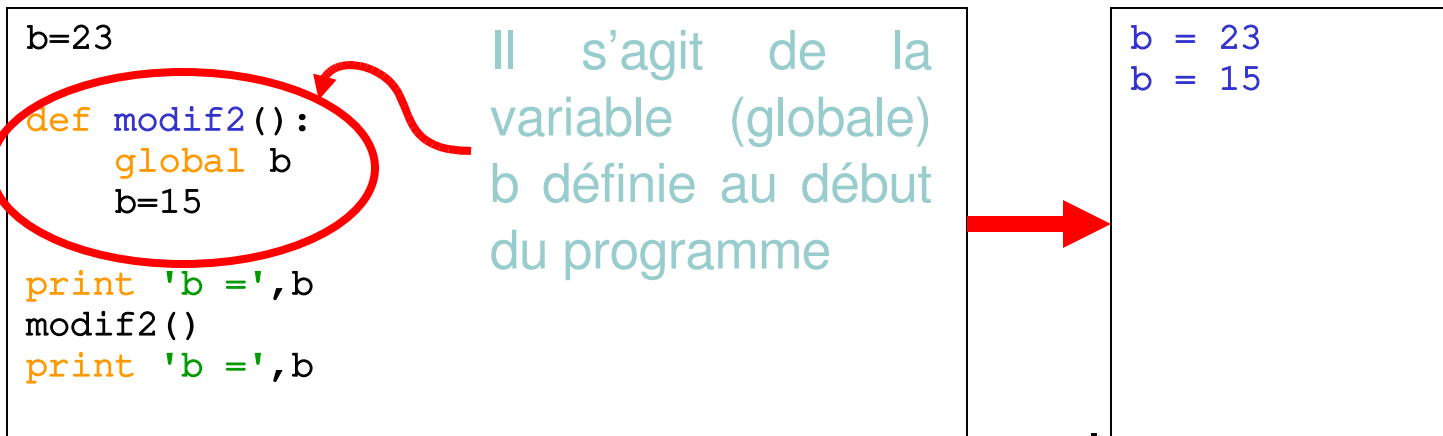 b=23
def modif2():
    global b
    b=15
print 'b =',b
modif2()
print 'b =',b
Il s’agit de la
variable (globale)
b définie au début
du programme
b = 23
b = 15